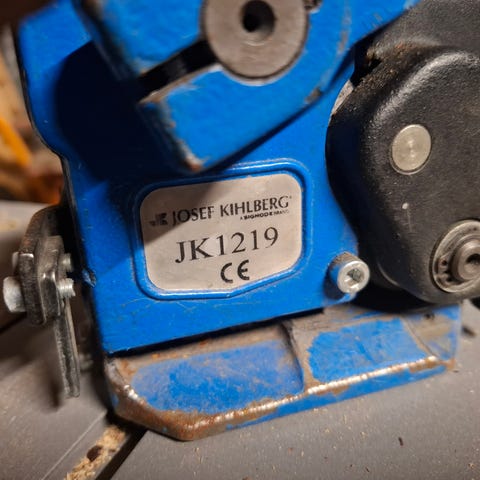 JOSEF KIHLBERG®
A SIGNODE BRAND
JK1219
CE